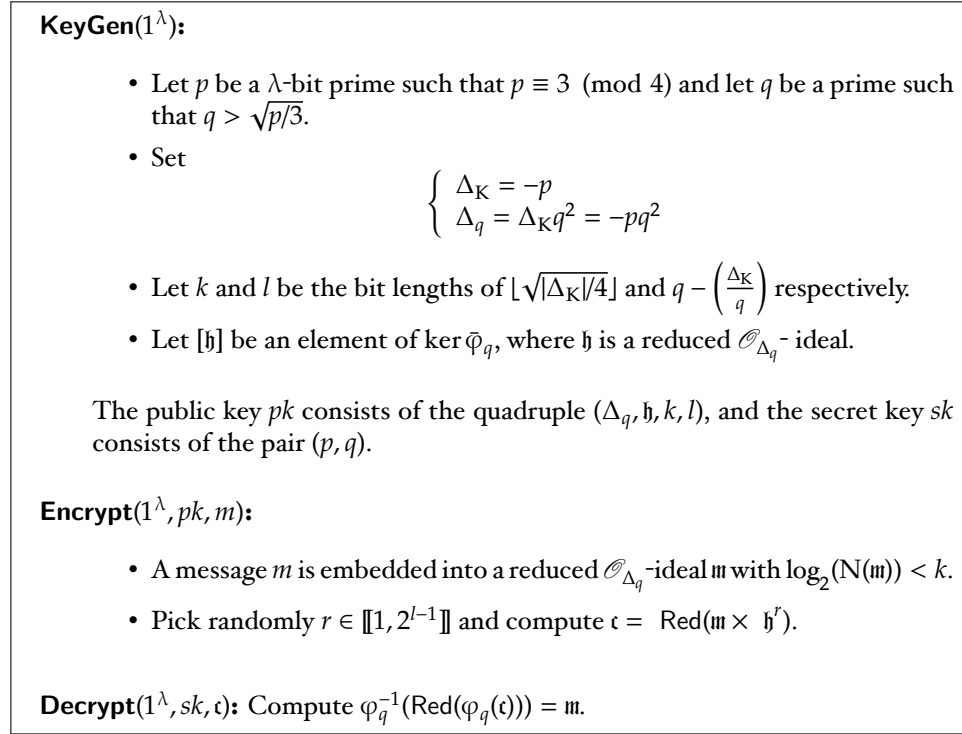 KeyGen(1^λ):
• Let p be a λ-bit prime such that p ≡ 3 (mod 4) and let q be a prime such
that q > √(p/3).
• Set
{ Δ_K = −p
Δ_q = Δ_K q² = −pq²
• Let k and l be the bit lengths of ⌊√(|Δ_K|/4)⌋ and q − (Δ_K/q) respectively.
• Let [𝔥] be an element of ker φ̄_q, where 𝔥 is a reduced 𝒪_{Δ_q}- ideal.
The public key pk consists of the quadruple (Δ_q, 𝔥, k, l), and the secret key sk
consists of the pair (p, q).
Encrypt(1^λ, pk, m):
• A message m is embedded into a reduced 𝒪_{Δ_q}-ideal 𝔪 with log₂(N(𝔪)) < k.
• Pick randomly r ∈ ⟦1, 2^{l−1}⟧ and compute 𝔠 = Red(𝔪 × 𝔥^r).
Decrypt(1^λ, sk, 𝔠): Compute φ_q^{−1}(Red(φ_q(𝔠))) = 𝔪.